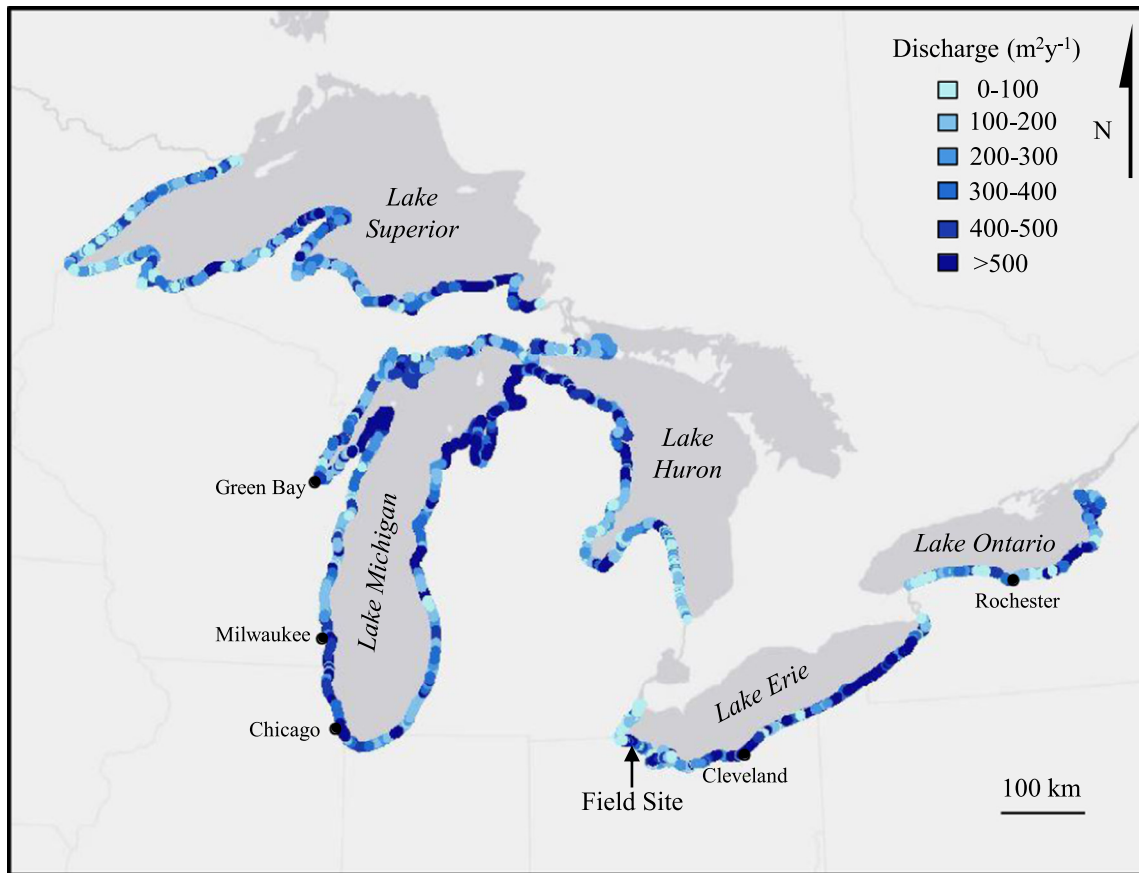 Discharge (m²y⁻¹)
0-100
100-200
200-300
300-400
400-500
>500
N
Lake
Superior
Lake
Huron
Green Bay
Lake Michigan
Lake Ontario
Rochester
Milwaukee
Lake Erie
Chicago
Cleveland
Field Site
100 km